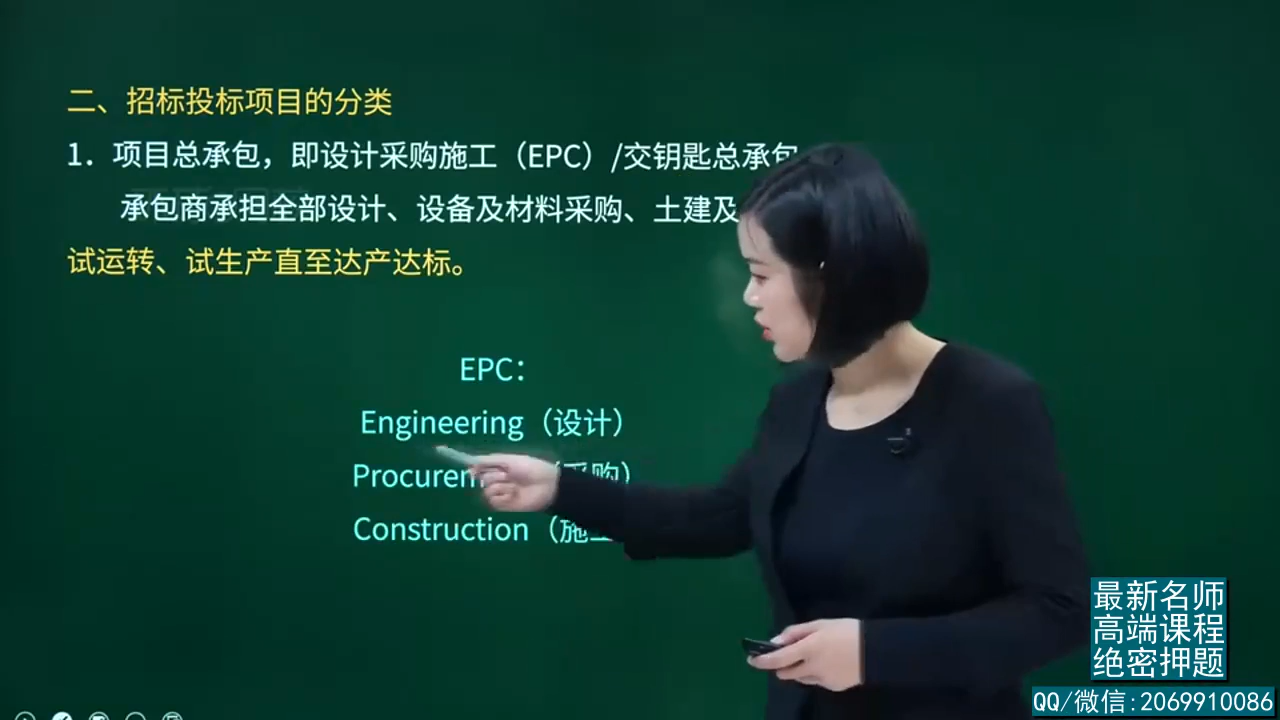 二、招标投标项目的分类
1．项目总承包，即设计采购施工（EPC）/交钥匙总承包
承包商承担全部设计、设备及材料采购、土建及
试运转、试生产直至达产达标。
EPC：
Engineering（设计）
Procurem（采购）
Construction（施工
最新名师
高端课程
绝密押题
QQ/微信:2069910086